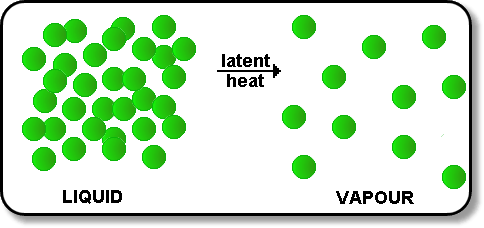 latent
heat
LIQUID
VAPOUR